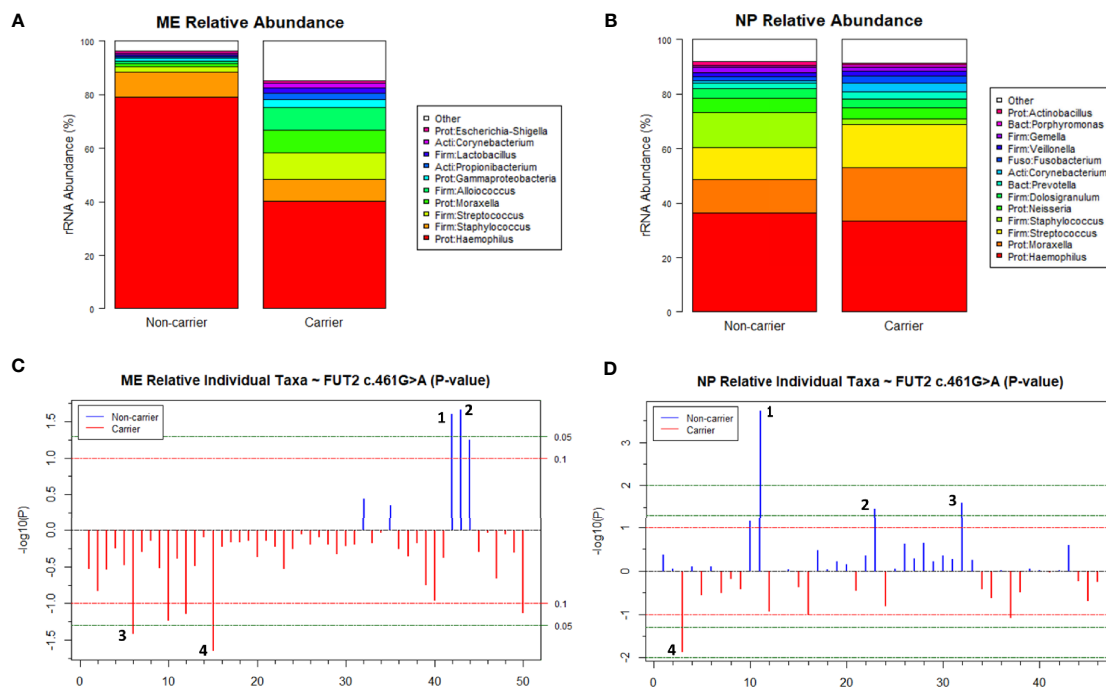 A
ME Relative Abundance
rRNA Abundance (%)
100
80
60
40
20
0
Non-carrier
Carrier
Other
Prot:Escherichia-Shigella
Acti:Corynebacterium
Firm:Lactobacillus
Acti:Propionibacterium
Prot:Gammaproteobacteria
Firm:Alloiococcus
Prot:Moraxella
Firm:Streptococcus
Firm:Staphylococcus
Prot:Haemophilus
B
NP Relative Abundance
rRNA Abundance (%)
100
80
60
40
20
0
Non-carrier
Carrier
Other
Prot:Actinobacillus
Bact:Porphyromonas
Firm:Gemella
Firm:Veillonella
Fuso:Fusobacterium
Acti:Corynebacterium
Bact:Prevotella
Firm:Dolosigranulum
Prot:Neisseria
Firm:Staphylococcus
Firm:Streptococcus
Prot:Moraxella
Prot:Haemophilus
C
ME Relative Individual Taxa ~ FUT2 c.461G>A (P-value)
Non-carrier
Carrier
-log10(P)
1.5
1.0
0.5
0.0
-0.5
-1.0
-1.5
1
2
3
4
0.05
0.1
0.1
0.05
0 10 20 30 40 50
D
NP Relative Individual Taxa ~ FUT2 c.461G>A (P-value)
Non-carrier
Carrier
-log10(P)
3
2
1
0
-1
-2
1
2
3
4
0 10 20 30 40